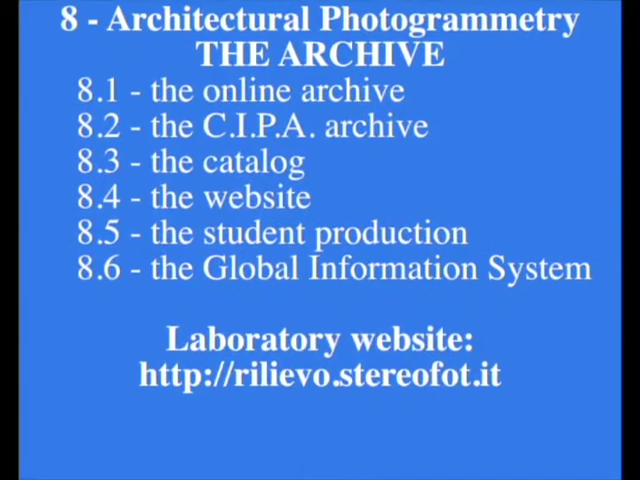 8 - Architectural Photogrammetry
THE ARCHIVE
8.1 - the online archive
8.2 - the C.I.P.A. archive
8.3 - the catalog
8.4 - the website
8.5 - the student production
8.6 - the Global Information System
Laboratory website:
http://rilievo.stereofot.it